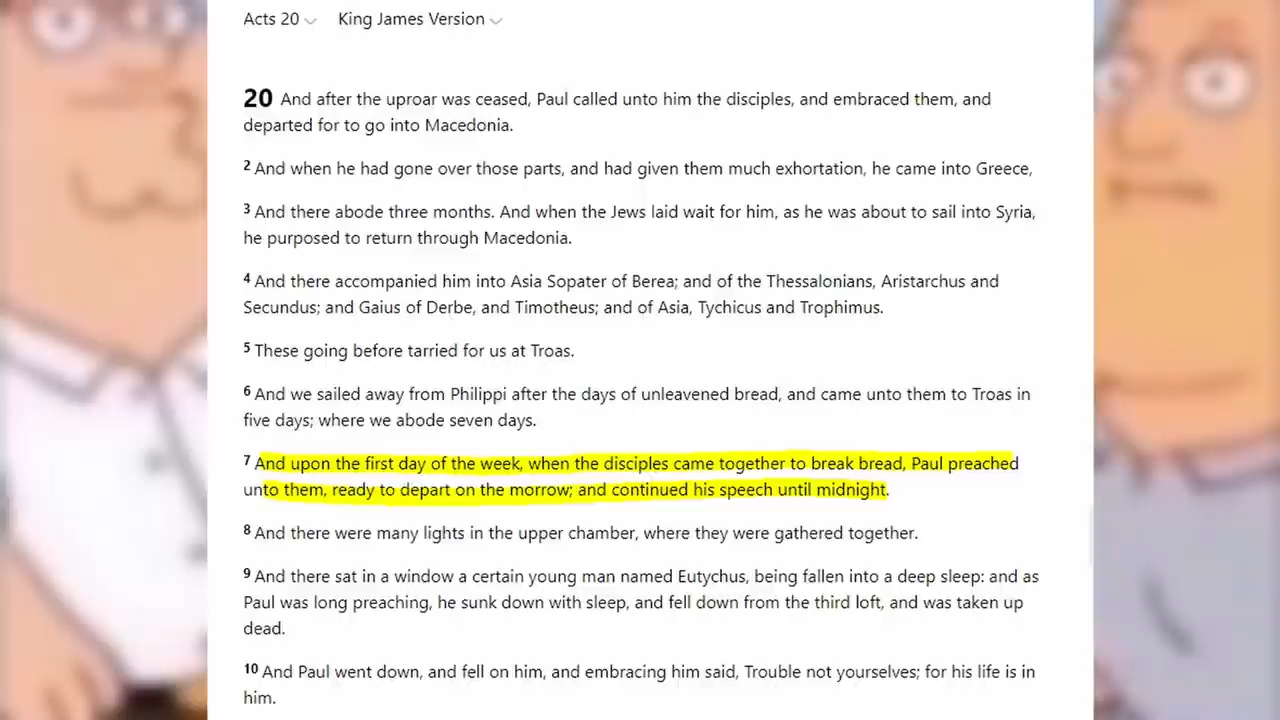 Acts 20 King James Version
20 And after the uproar was ceased, Paul called unto him the disciples, and embraced them, and
departed for to go into Macedonia.
2 And when he had gone over those parts, and had given them much exhortation, he came into Greece,
3 And there abode three months. And when the Jews laid wait for him, as he was about to sail into Syria,
he purposed to return through Macedonia.
4 And there accompanied him into Asia Sopater of Berea; and of the Thessalonians, Aristarchus and
Secundus; and Gaius of Derbe, and Timotheus; and of Asia, Tychicus and Trophimus.
5 These going before tarried for us at Troas.
6 And we sailed away from Philippi after the days of unleavened bread, and came unto them to Troas in
five days; where we abode seven days.
7 And upon the first day of the week, when the disciples came together to break bread, Paul preached
unto them, ready to depart on the morrow; and continued his speech until midnight.
8 And there were many lights in the upper chamber, where they were gathered together.
9 And there sat in a window a certain young man named Eutychus, being fallen into a deep sleep: and as
Paul was long preaching, he sunk down with sleep, and fell down from the third loft, and was taken up
dead.
10 And Paul went down, and fell on him, and embracing him said, Trouble not yourselves; for his life is in
him.